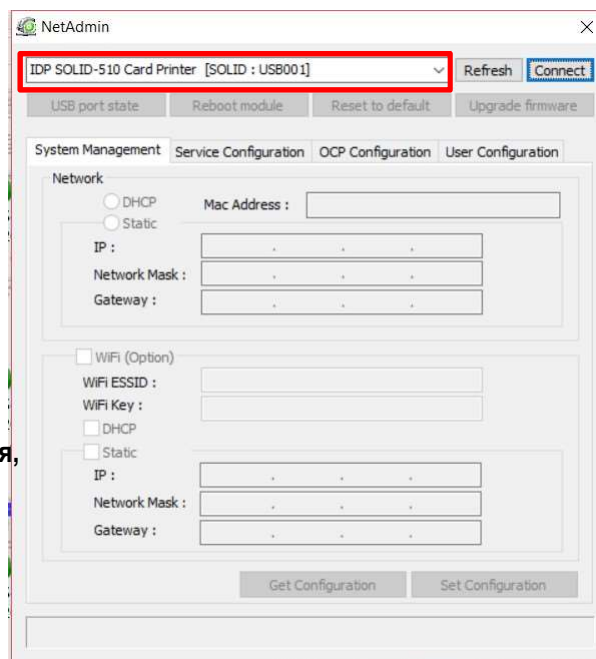 NetAdmin
IDP SOLID-510 Card Printer [SOLID : USB001] Refresh Connect
USB port state Reboot module Reset to default Upgrade firmware
System Management Service Configuration OCP Configuration User Configuration
Network
DHCP Mac Address :
Static
IP : . . .
Network Mask : . . .
Gateway : . . .
WiFi (Option)
WiFi ESSID :
WiFi Key :
DHCP
я,
Static
IP : . . .
Network Mask : . . .
Gateway : . . .
Get Configuration Set Configuration